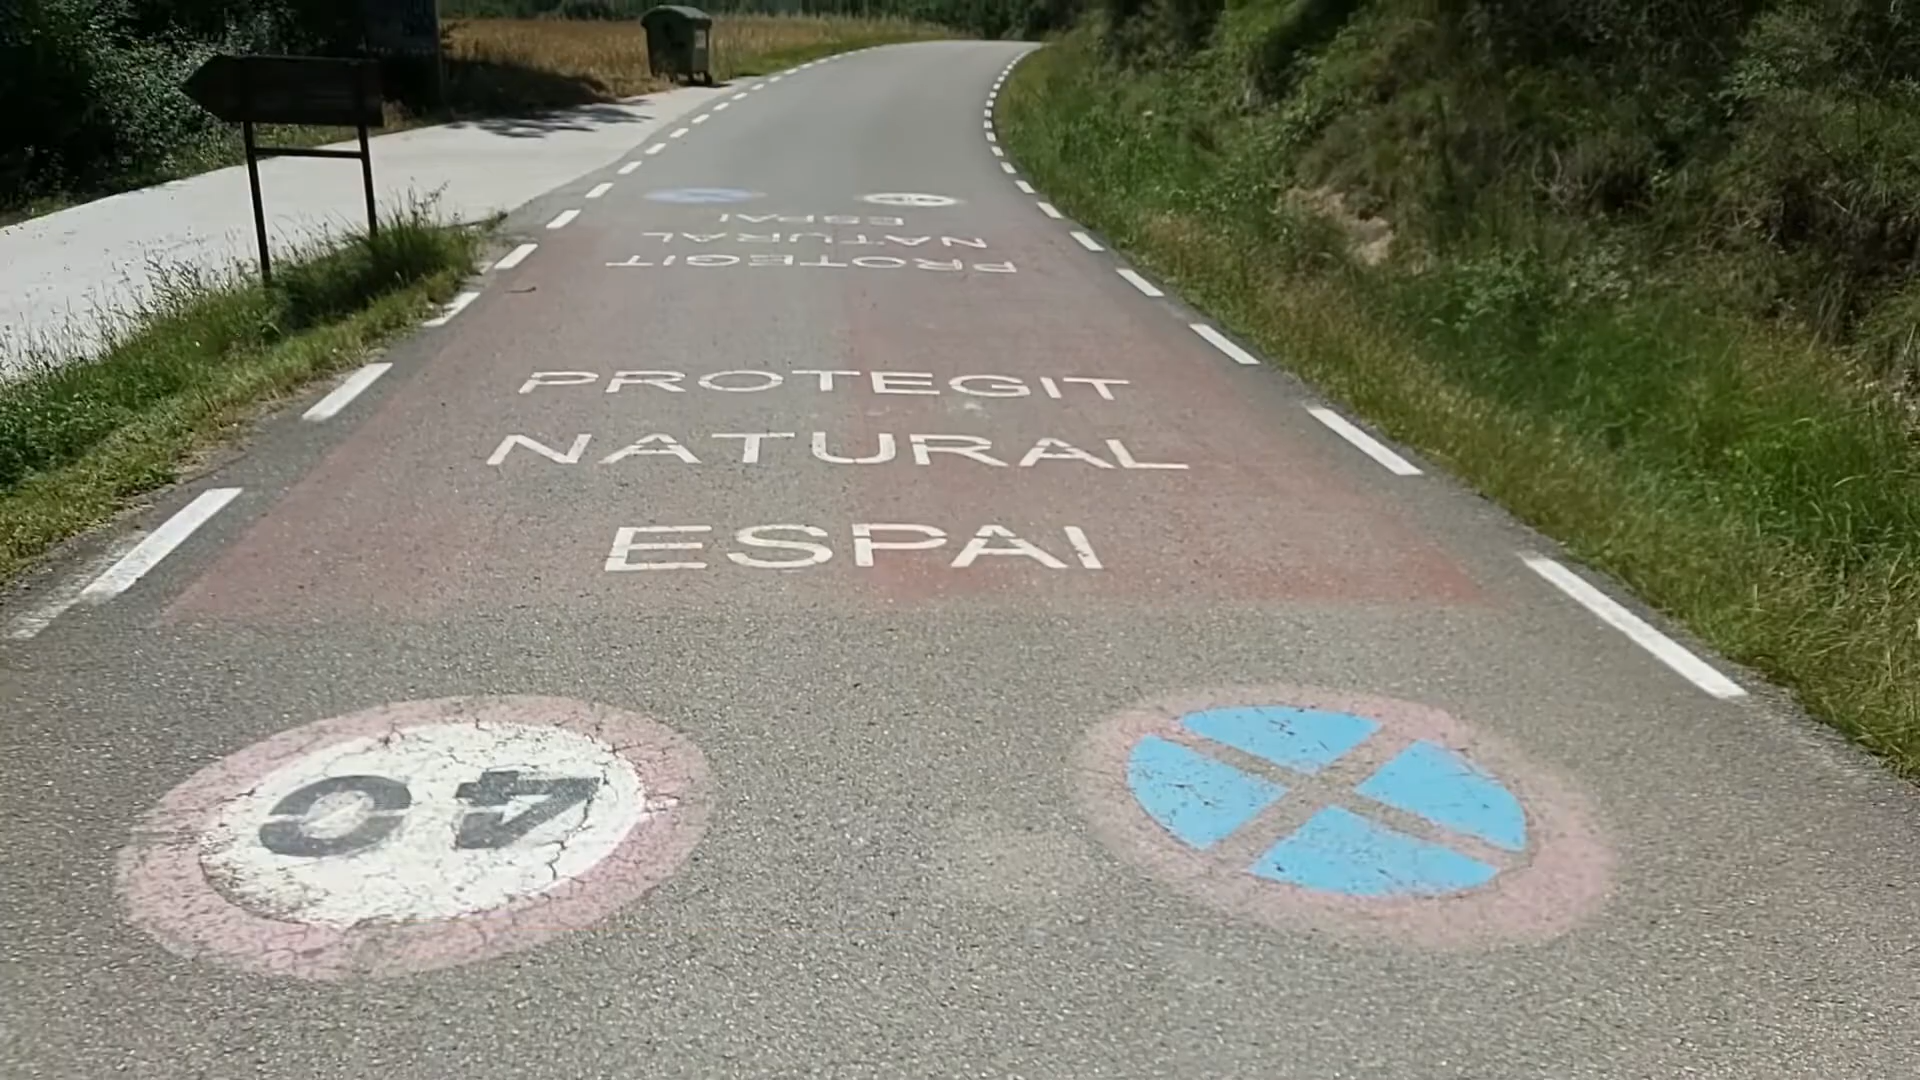 ESPAI
NATURAL
PROTEGIT
PROTEGIT
NATURAL
ESPAI
40